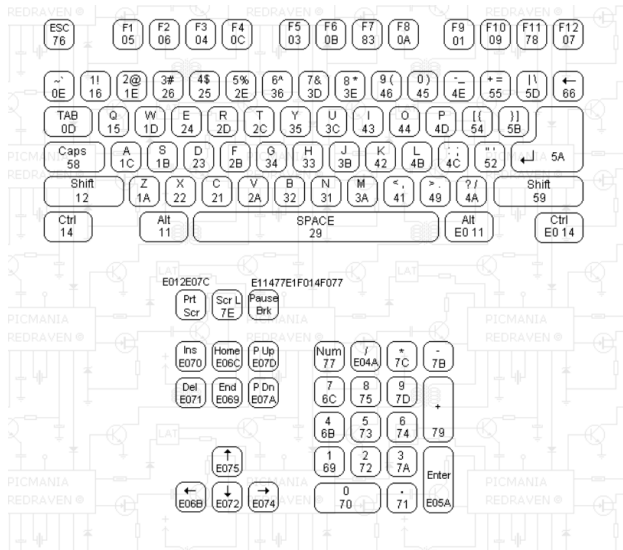 ESC F1 F2 F3 F4 F5 F6 F7 F8 F9 F10 F11 F12
76 05 06 04 0C 03 0B 83 0A 01 09 78 07
~` 1! 2@ 3# 4$ 5% 6^ 7& 8* 9( 0) -_ += |\ ←
0E 16 1E 26 25 2E 36 3D 3E 46 45 4E 55 5D 66
TAB Q W E R T Y U I O P [{ }]
0D 15 1D 24 2D 2C 35 3C 43 44 4D 54 5B
Caps A S D F G H J K L : ; " ' ↵ 5A
58 1C 1B 23 2B 34 33 3B 42 4B 4C 52
Shift Z X C V B N M < , > . ? / Shift
12 1A 22 21 2A 32 31 3A 41 49 4A 59
Ctrl Alt SPACE Alt Ctrl
14 11 29 E0 11 E0 14
E012E07C E11477E1F014F077
Prt Scr L Pause
Scr 7E Brk
Ins Home P Up Num / * -
E070 E06C E07D 77 E04A 7C 7B
Del End P Dn 7 8 9 +
E071 E069 E07A 6C 75 7D 79
4 5 6
6B 73 74
↑ 1 2 3 Enter
E075 69 72 7A E05A
← ↓ → 0 .
E06B E072 E074 70 71
PICMANIA
REDRAVEN ©
LAT